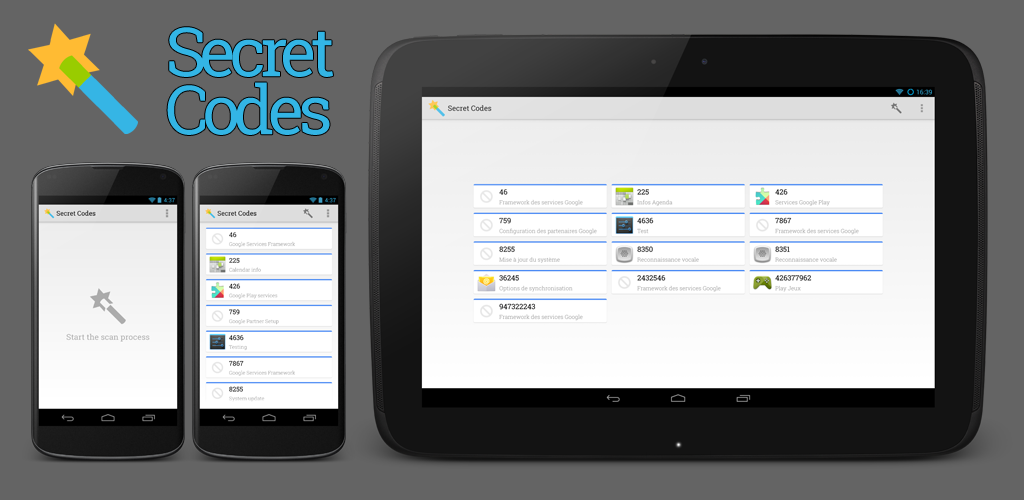 Secret
Codes
4:37
Secret Codes
Start the scan process
4:37
Secret Codes
46
Google Services Framework
225
Calendar info
426
Google Play services
759
Google Partner Setup
4636
Testing
7867
Google Services Framework
8255
System update
16:39
Secret Codes
46
Framework des services Google
225
Infos Agenda
426
Services Google Play
759
Configuration des partenaires Google
4636
Test
7867
Framework des services Google
8255
Mise à jour du système
8350
Reconnaissance vocale
8351
Reconnaissance vocale
36245
Options de synchronisation
2432546
Framework des services Google
426377962
Play Jeux
947322243
Framework des services Google